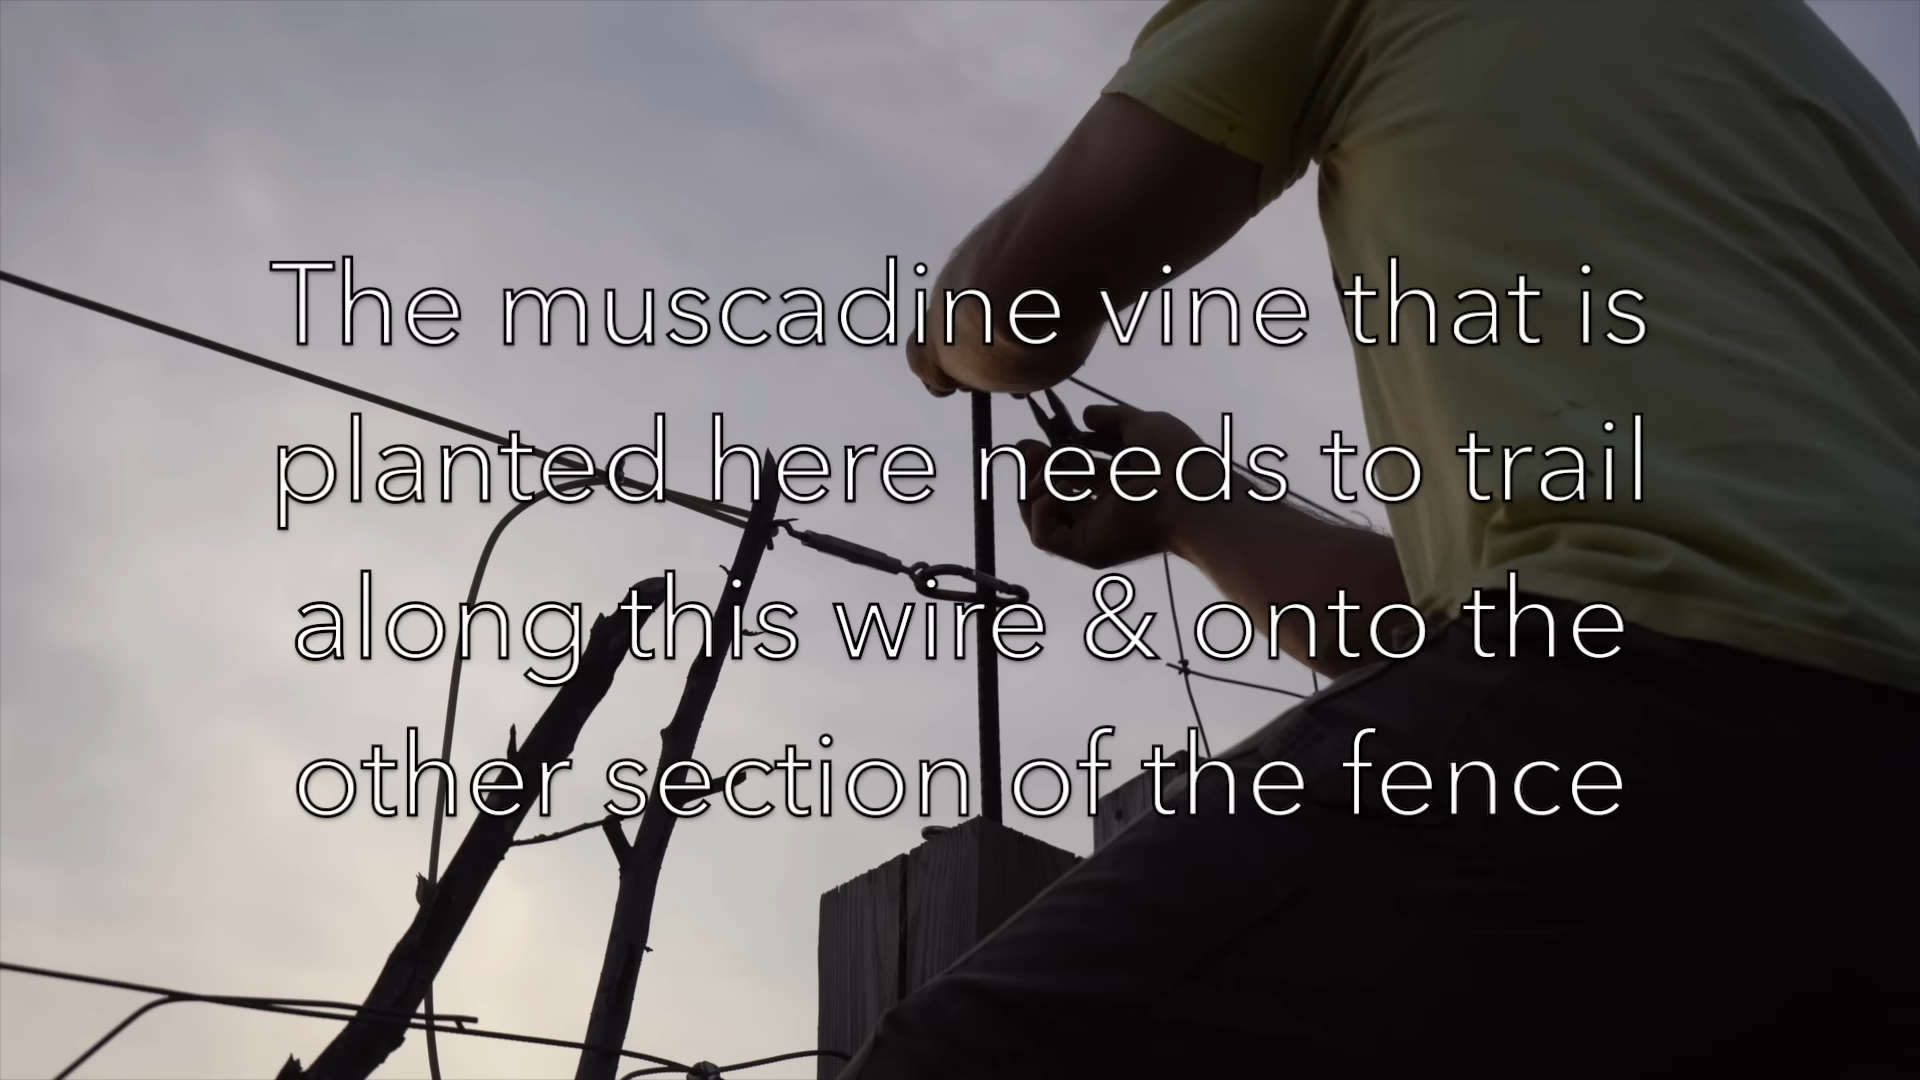 The muscadine vine that is
planted here needs to trail
along this wire & onto the
other section of the fence